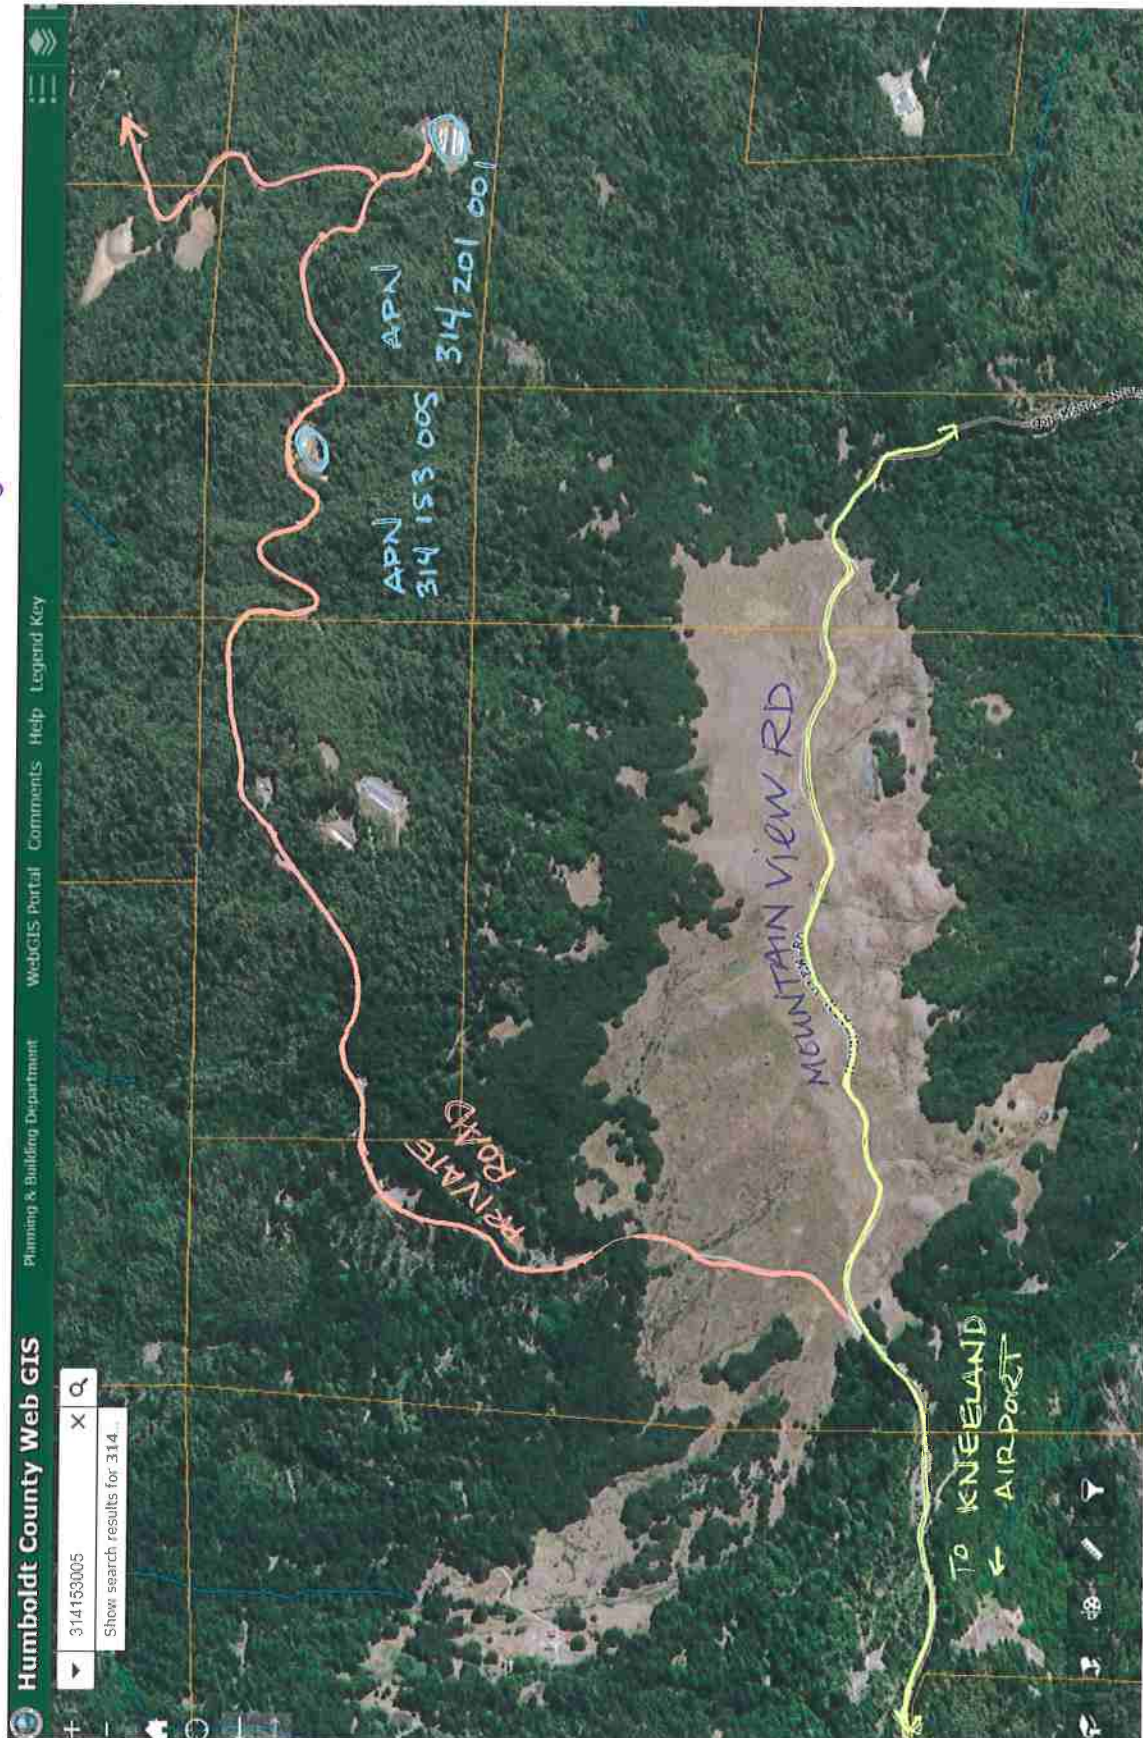 Humboldt County Web GIS
Planning & Building Department
WebGIS Portal
Comments
Help
Legend Key
314153005
Show search results for 314...
APN
314 153 005
APN
314 201 001
PRIVATE
ROAD
MOUNTAIN VIEW RD
TO KNEELAND
← AIRPORT